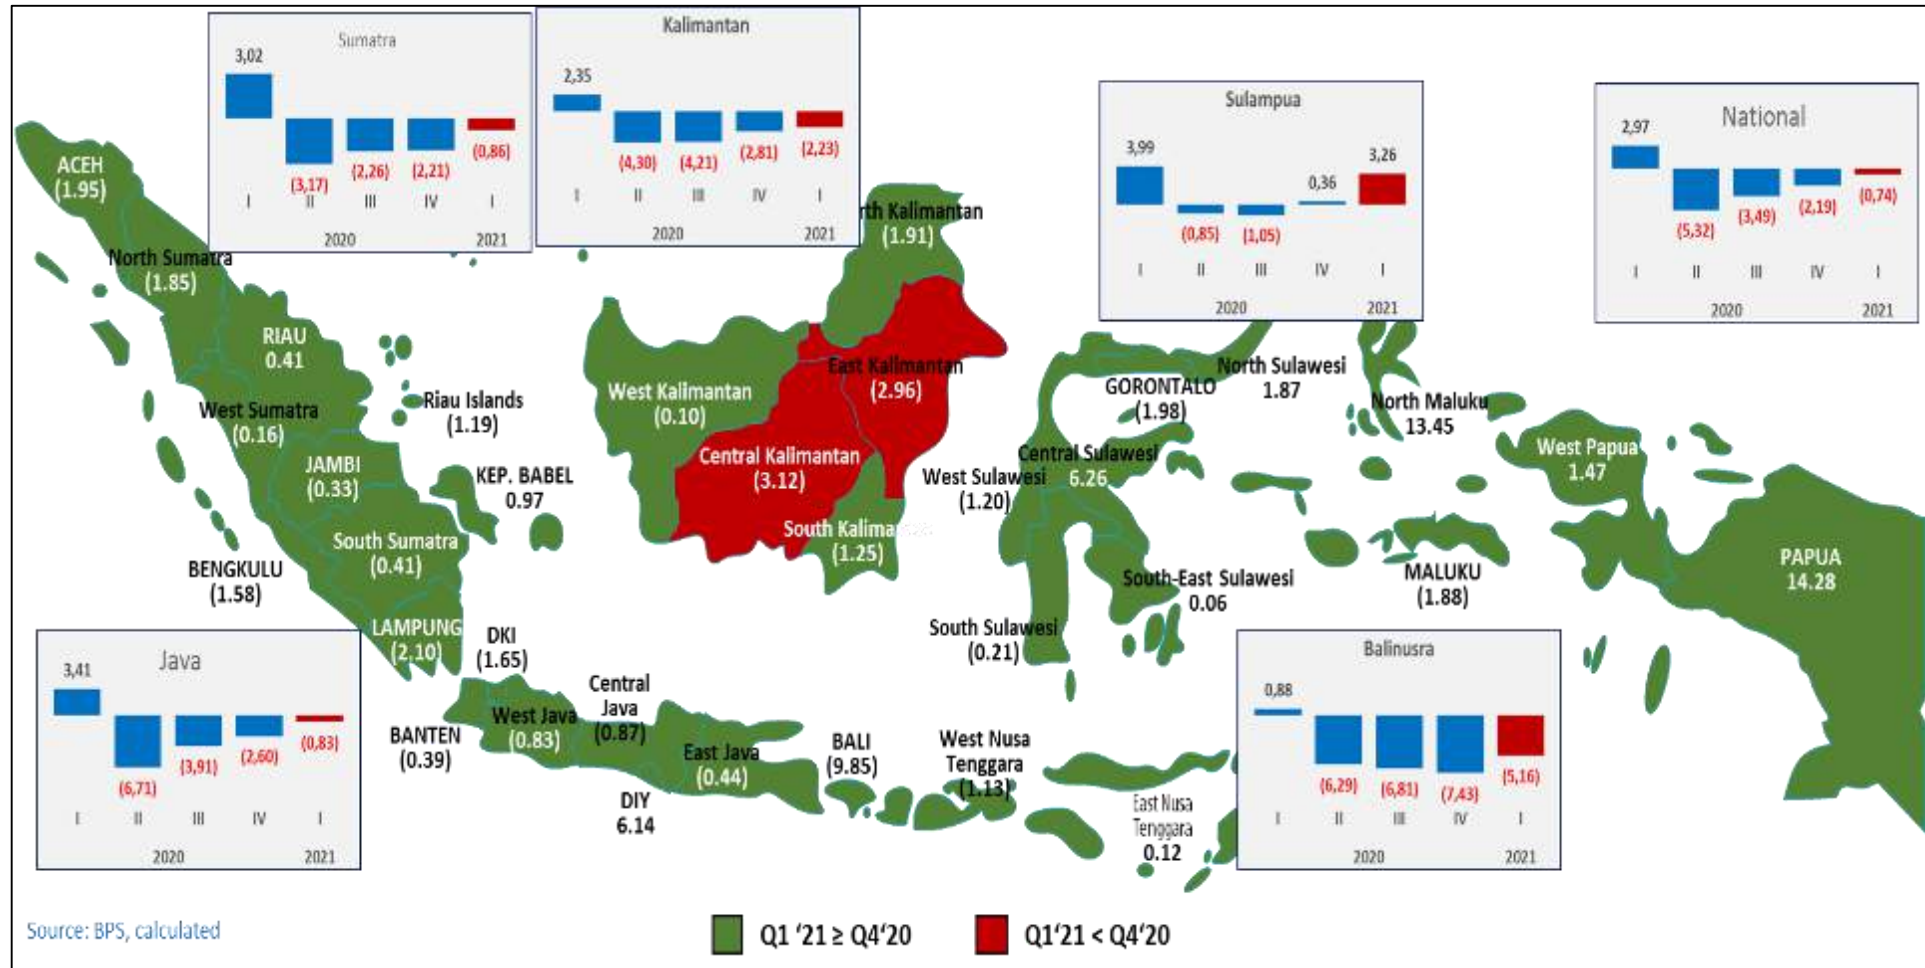 Sumatra
3,02
(3,17)
(2,26)
(2,21)
(0,86)
I II III IV I
2020 2021
Kalimantan
2,35
(4,30)
(4,21)
(2,81)
(2,23)
I II III IV I
2020 2021
Sulampua
3,99
(0,85)
(1,05)
0,36
3,26
I II III IV I
2020 2021
National
2,97
(5,32)
(3,49)
(2,19)
(0,74)
I II III IV I
2020 2021
ACEH
(1.95)
North Sumatra
(1.85)
RIAU
0.41
West Sumatra
(0.16)
Riau Islands
(1.19)
JAMBI
(0.33)
KEP. BABEL
0.97
South Sumatra
(0.41)
BENGKULU
(1.58)
LAMPUNG
(2.10)
rth Kalimantan
(1.91)
East Kalimantan
(2.96)
West Kalimantan
(0.10)
Central Kalimantan
(3.12)
South Kalima
(1.25)
North Sulawesi
1.87
GORONTALO
(1.98)
Central Sulawesi
6.26
West Sulawesi
(1.20)
South-East Sulawesi
0.06
South Sulawesi
(0.21)
North Maluku
13.45
West Papua
1.47
MALUKU
(1.88)
PAPUA
14.28
Java
3,41
(6,71)
(3,91)
(2,60)
(0,83)
I II III IV I
2020 2021
DKI
(1.65)
BANTEN
(0.39)
West Java
(0.83)
Central
Java
(0.87)
DIY
6.14
East Java
(0.44)
BALI
(9.85)
West Nusa
Tenggara
(1.13)
East Nusa
Tenggara
0.12
Balinusra
0,88
(6,29)
(6,81)
(7,43)
(5,16)
I II III IV I
2020 2021
Source: BPS, calculated
Q1 '21 ≥ Q4'20
Q1'21 < Q4'20